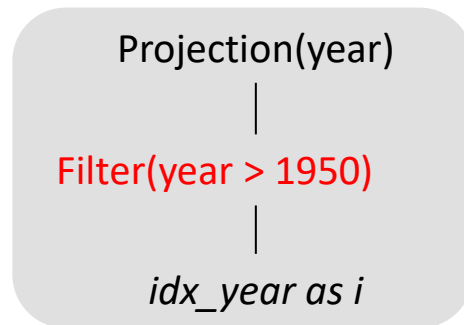 Projection(year)
Filter(year > 1950)
idx_year as i